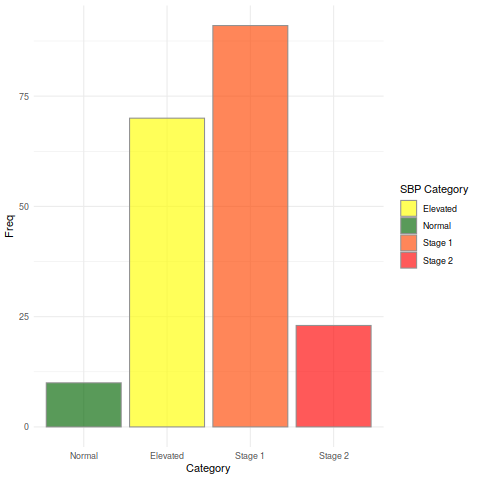 75
50
25
0
Freq
Normal Elevated Stage 1 Stage 2
Category
SBP Category
Elevated
Normal
Stage 1
Stage 2